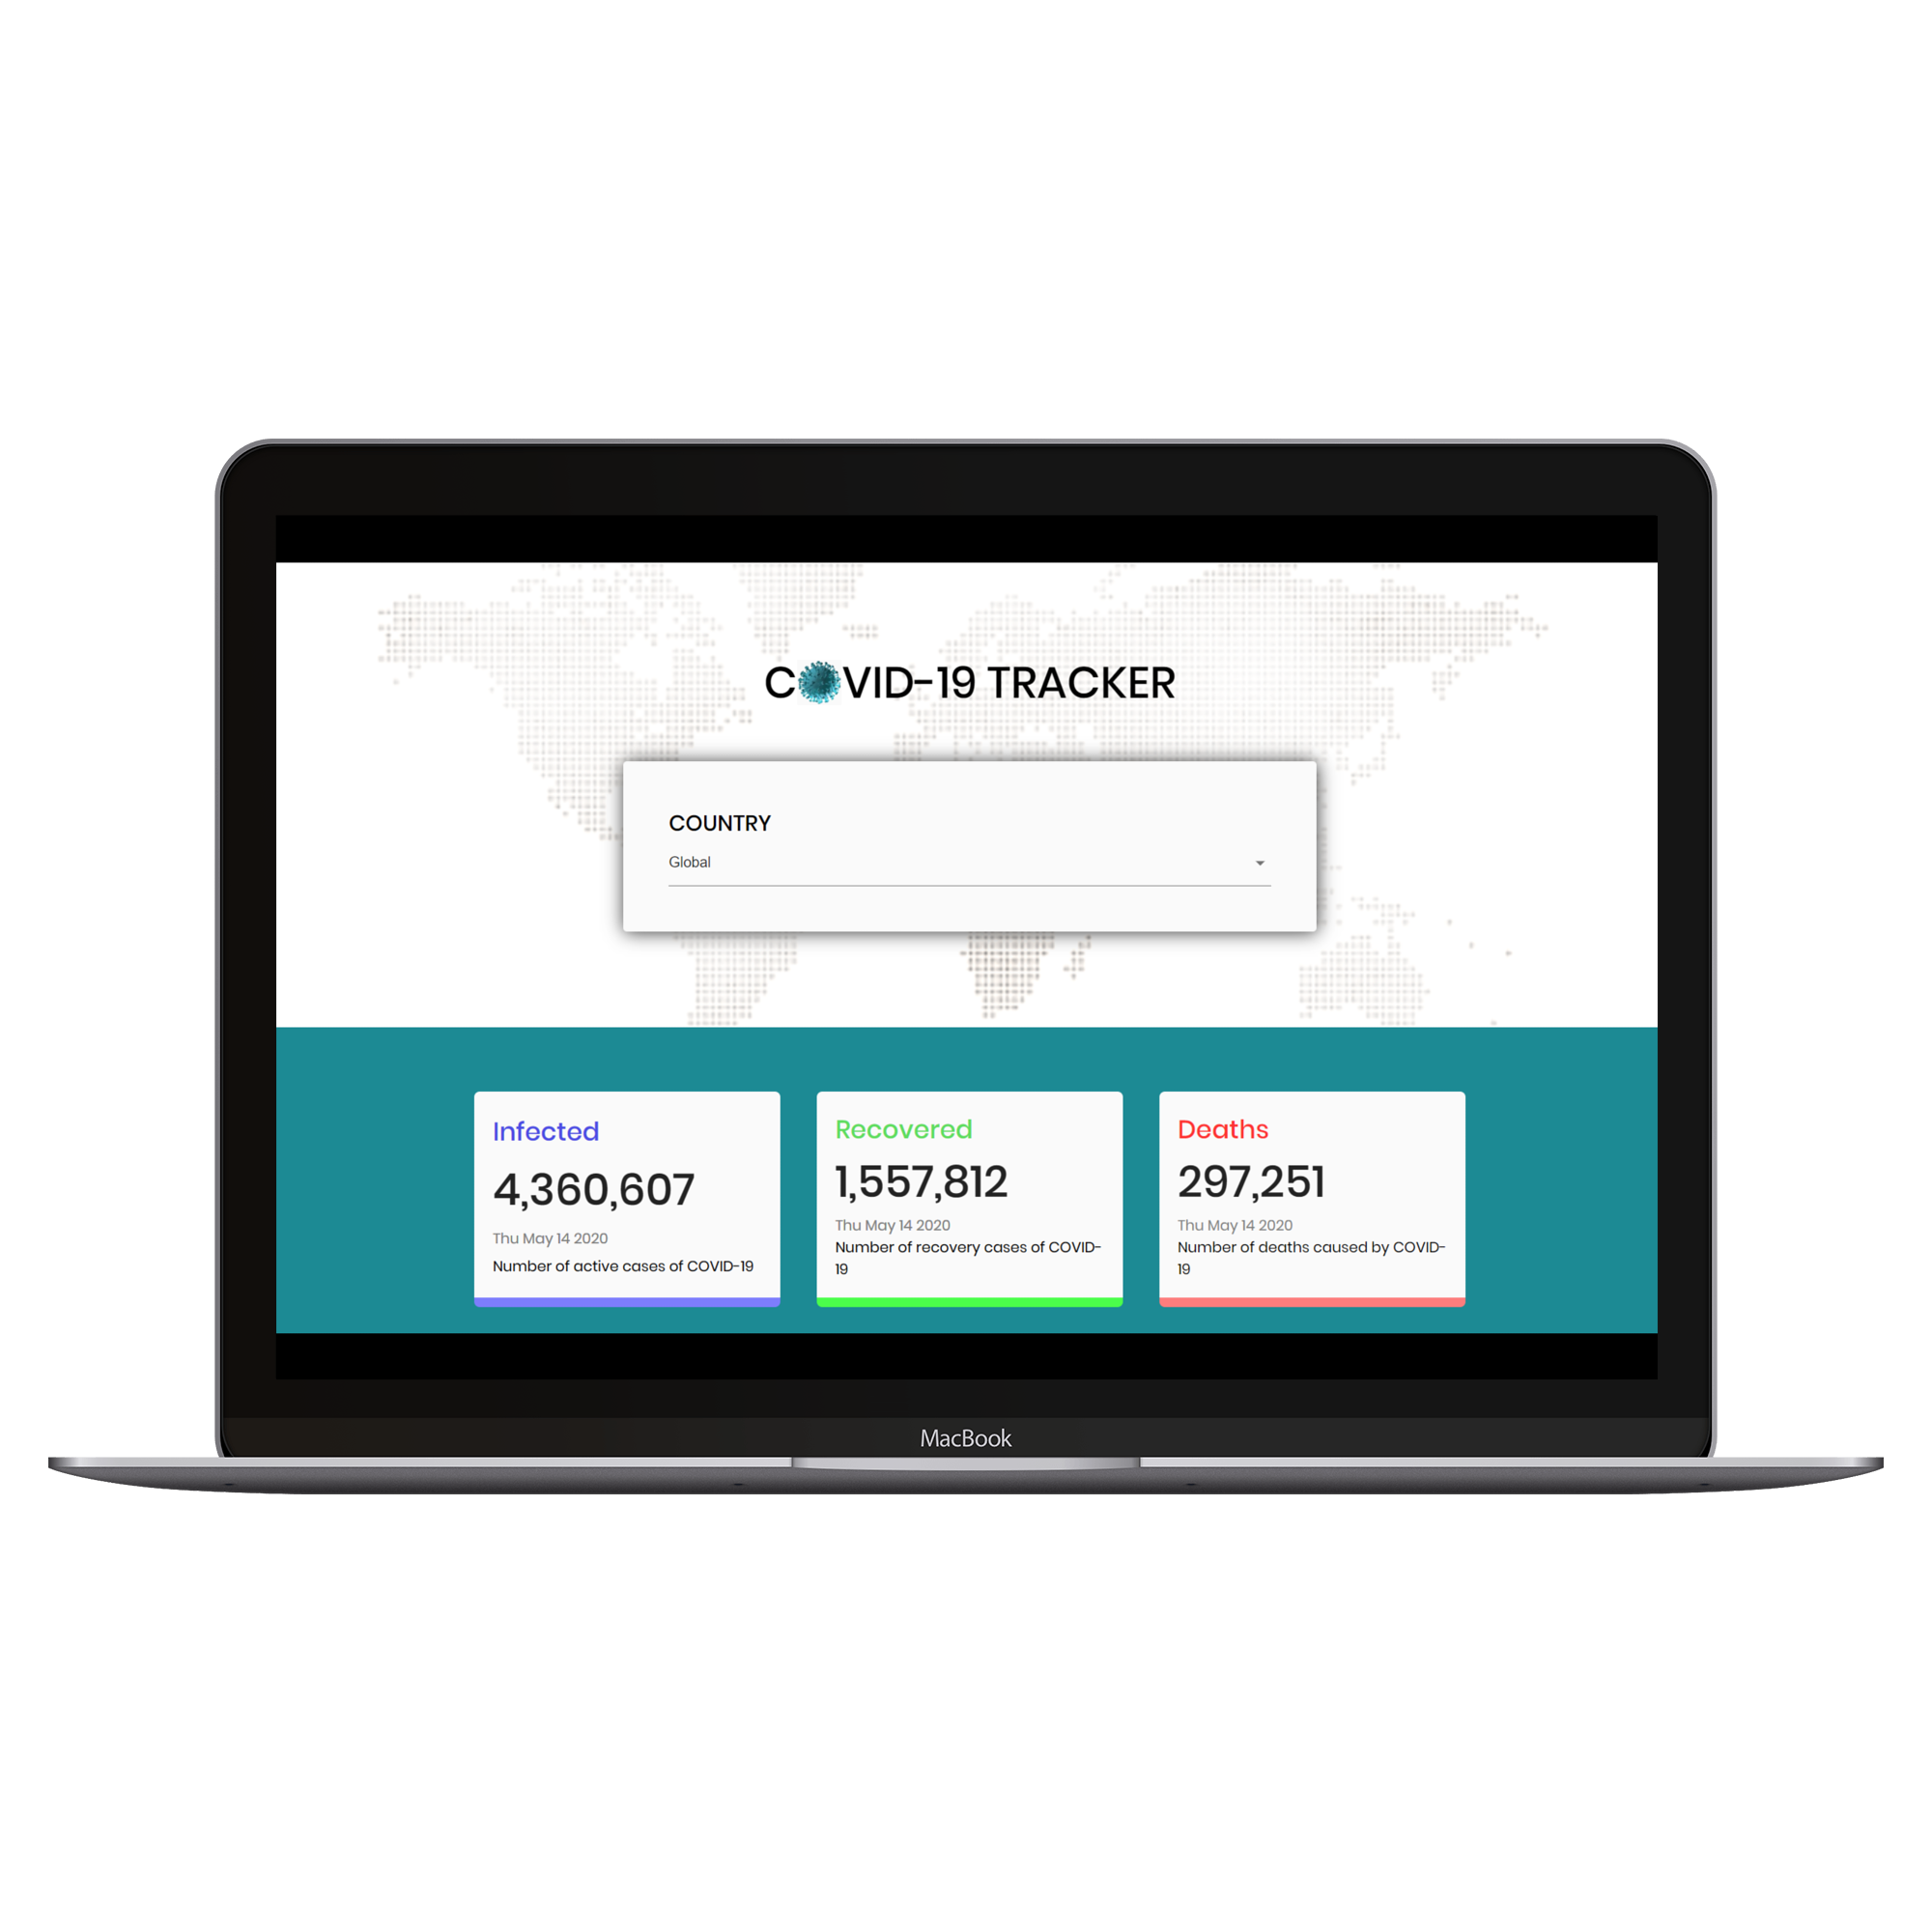 COVID-19 TRACKER
COUNTRY
Global
Infected
4,360,607
Thu May 14 2020
Number of active cases of COVID-19
Recovered
1,557,812
Thu May 14 2020
Number of recovery cases of COVID-
19
Deaths
297,251
Thu May 14 2020
Number of deaths caused by COVID-
19
MacBook